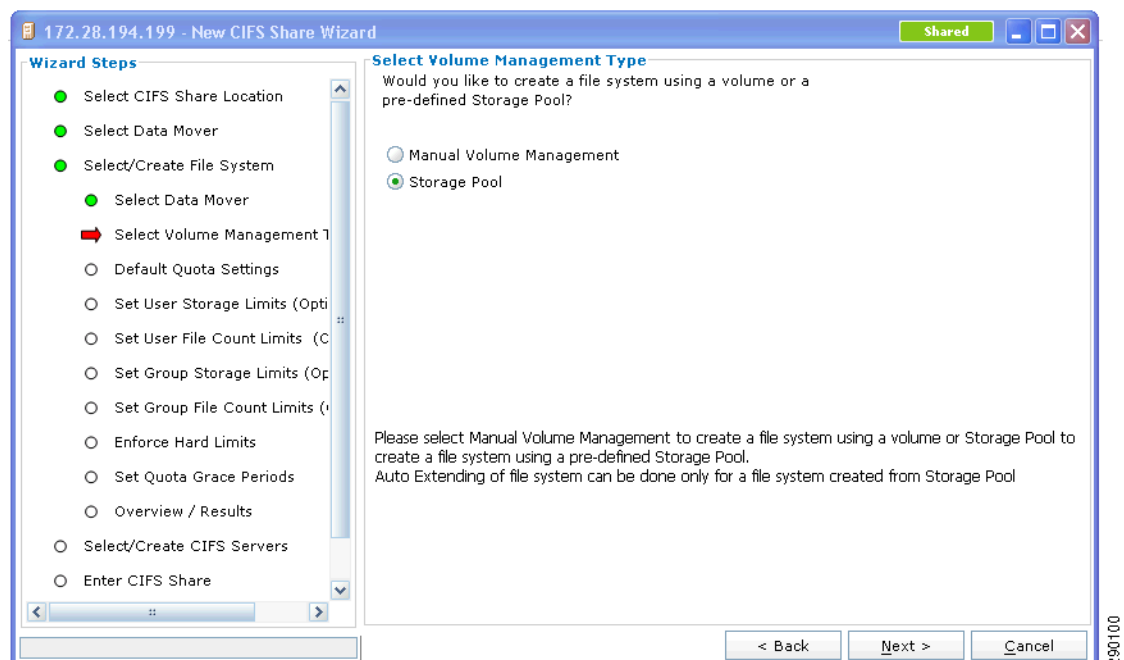 172.28.194.199 - New CIFS Share Wizard
Shared
Wizard Steps
Select CIFS Share Location
Select Data Mover
Select/Create File System
Select Data Mover
Select Volume Management T
Default Quota Settings
Set User Storage Limits (Opti
Set User File Count Limits (C
Set Group Storage Limits (Op
Set Group File Count Limits (
Enforce Hard Limits
Set Quota Grace Periods
Overview / Results
Select/Create CIFS Servers
Enter CIFS Share
Select Volume Management Type
Would you like to create a file system using a volume or a
pre-defined Storage Pool?
Manual Volume Management
Storage Pool
Please select Manual Volume Management to create a file system using a volume or Storage Pool to
create a file system using a pre-defined Storage Pool.
Auto Extending of file system can be done only for a file system created from Storage Pool
< Back
Next >
Cancel
290100